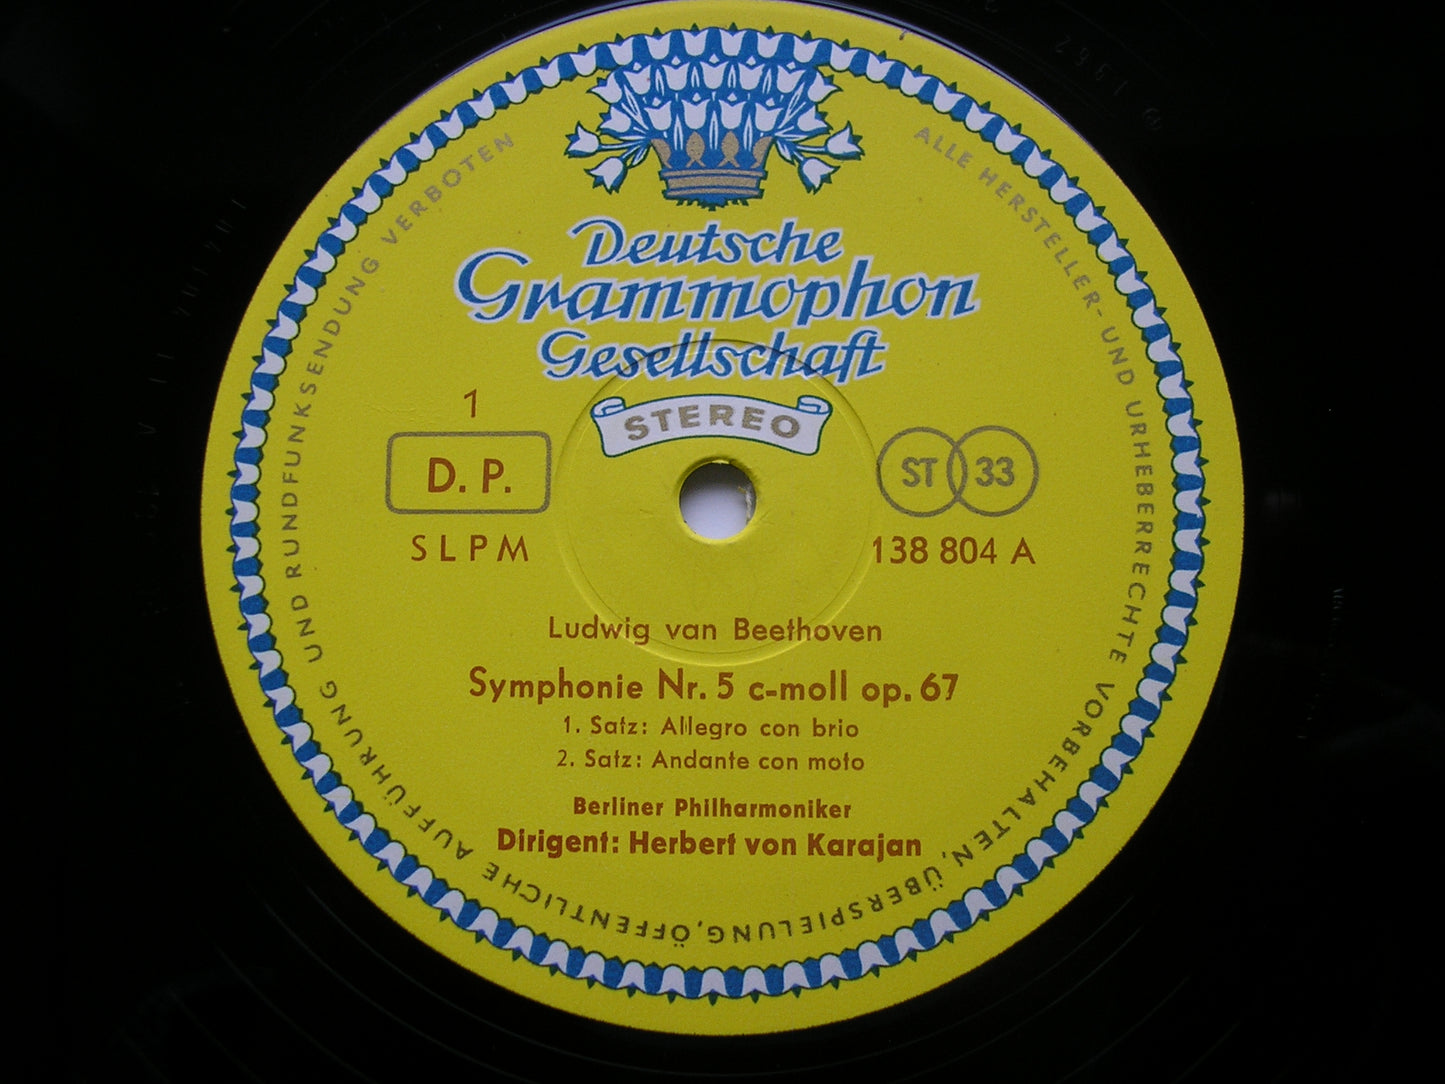 Deutsche
Grammophon
Gesellschaft
STEREO
1
D. P.
SLPM
ST 33
138 804 A
Ludwig van Beethoven
Symphonie Nr. 5 c-moll op. 67
1. Satz: Allegro con brio
2. Satz: Andante con moto
Berliner Philharmoniker
Dirigent: Herbert von Karajan
ALLE HERSTELLER- UND URHEBERRECHTE VORBEHALTEN, ÜBERSPIELUNG, ÖFFENTLICHE AUFFÜHRUNG UND RUNDFUNKSENDUNG VERBOTEN
℗ 1962